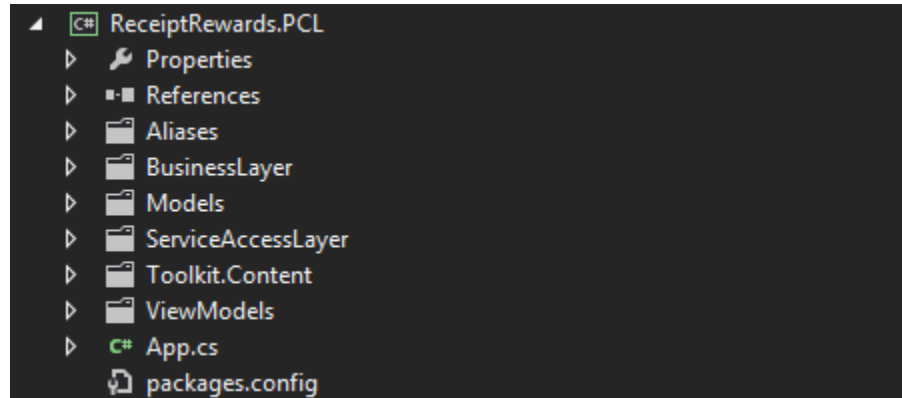 C# ReceiptRewards.PCL
Properties
References
Aliases
BusinessLayer
Models
ServiceAccessLayer
Toolkit.Content
ViewModels
C# App.cs
packages.config